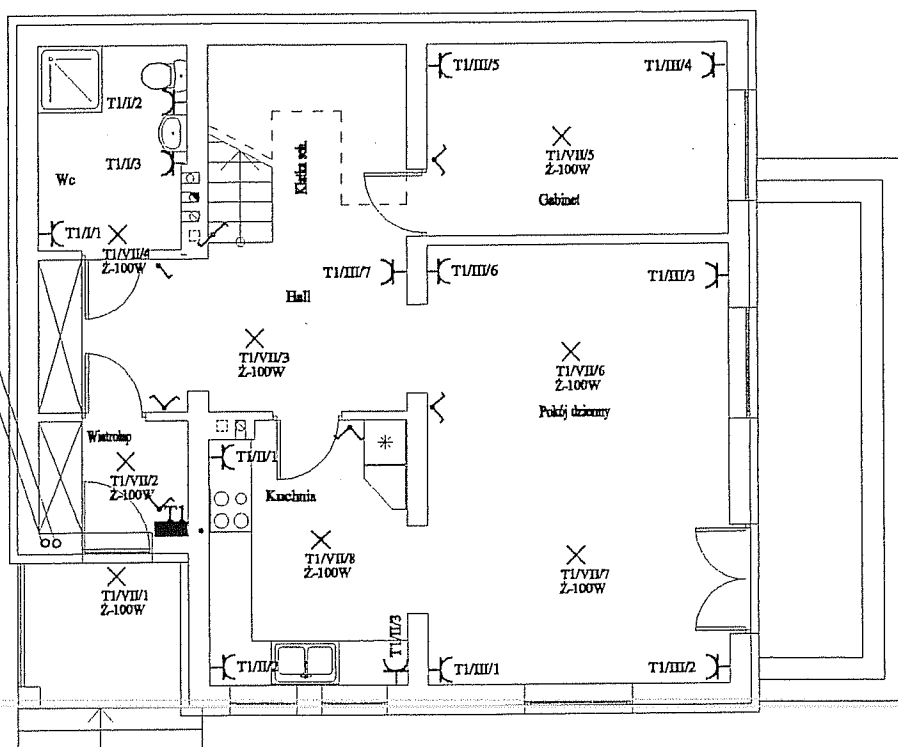 T1/III/5
T1/III/4
T1/I/2
T1/VII/5
Ż-100W
Gabinet
T1/I/3
Wc
Klatka sch.
T1/I/1
T1/VII/4
Ż-100W
T1/III/7
T1/III/6
T1/III/3
Hall
T1/VII/3
Ż-100W
T1/VII/6
Ż-100W
Pokój dzienny
Wiatrołap
T1/VII/2
Ż-100W
T1/II/1
Kuchnia
T1
T1/VII/8
Ż-100W
T1/VII/7
Ż-100W
T1/VII/1
Ż-100W
T1/II/2
T1/II/3
T1/III/1
T1/III/2